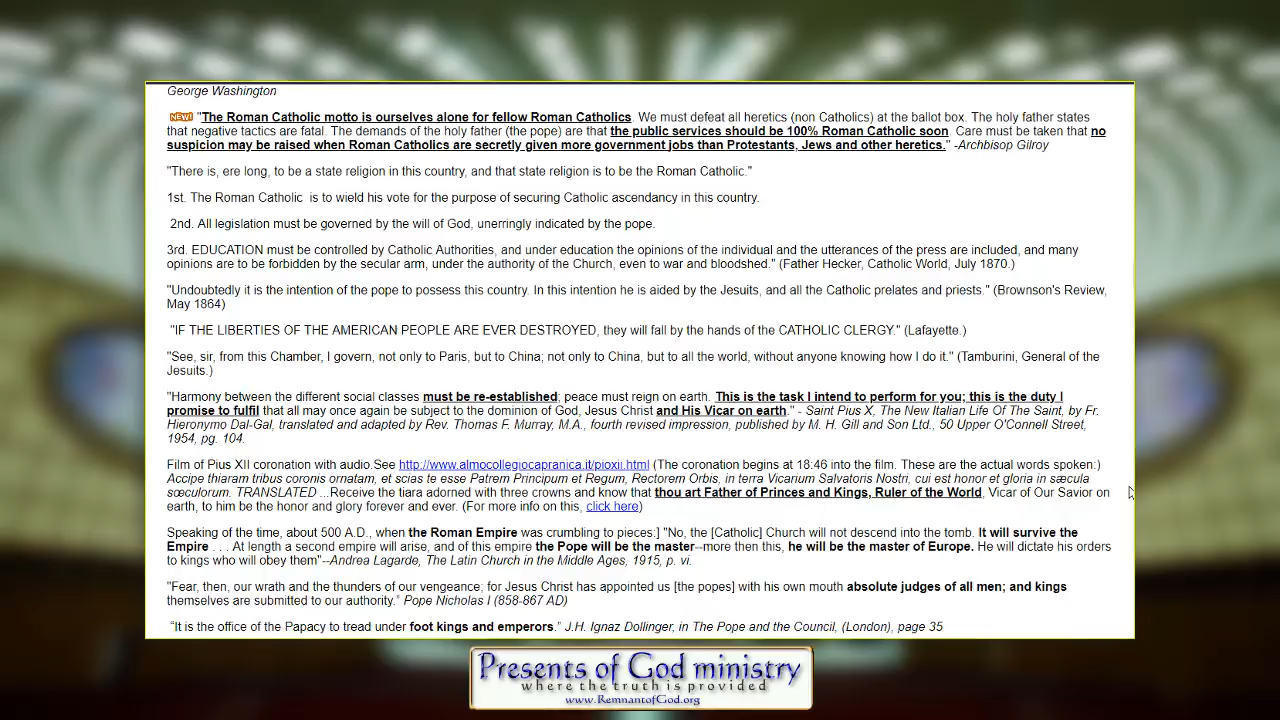 George Washington
NEW! "The Roman Catholic motto is ourselves alone for fellow Roman Catholics. We must defeat all heretics (non Catholics) at the ballot box. The holy father states
that negative tactics are fatal. The demands of the holy father (the pope) are that the public services should be 100% Roman Catholic soon. Care must be taken that no
suspicion may be raised when Roman Catholics are secretly given more government jobs than Protestants, Jews and other heretics." -Archbisop Gilroy
"There is, ere long, to be a state religion in this country, and that state religion is to be the Roman Catholic."
1st. The Roman Catholic is to wield his vote for the purpose of securing Catholic ascendancy in this country.
2nd. All legislation must be governed by the will of God, unerringly indicated by the pope.
3rd. EDUCATION must be controlled by Catholic Authorities, and under education the opinions of the individual and the utterances of the press are included, and many
opinions are to be forbidden by the secular arm, under the authority of the Church, even to war and bloodshed." (Father Hecker, Catholic World, July 1870.)
"Undoubtedly it is the intention of the pope to possess this country. In this intention he is aided by the Jesuits, and all the Catholic prelates and priests." (Brownson's Review,
May 1864)
"IF THE LIBERTIES OF THE AMERICAN PEOPLE ARE EVER DESTROYED, they will fall by the hands of the CATHOLIC CLERGY." (Lafayette.)
"See, sir, from this Chamber, I govern, not only to Paris, but to China; not only to China, but to all the world, without anyone knowing how I do it." (Tamburini, General of the
Jesuits.)
"Harmony between the different social classes must be re-established; peace must reign on earth. This is the task I intend to perform for you; this is the duty I
promise to fulfil that all may once again be subject to the dominion of God, Jesus Christ and His Vicar on earth." - Saint Pius X, The New Italian Life Of The Saint, by Fr.
Hieronymo Dal-Gal, translated and adapted by Rev. Thomas F. Murray, M.A., fourth revised impression, published by M. H. Gill and Son Ltd., 50 Upper O'Connell Street,
1954, pg. 104.
Film of Pius XII coronation with audio.See http://www.almocollegiocapranica.it/pioxii.html (The coronation begins at 18:46 into the film. These are the actual words spoken:)
Accipe thiaram tribus coronis ornatam, et scias te esse Patrem Principum et Regum, Rectorem Orbis, in terra Vicarium Salvatoris Nostri, cui est honor et gloria in sæcula
sœculorum. TRANSLATED ...Receive the tiara adorned with three crowns and know that thou art Father of Princes and Kings, Ruler of the World, Vicar of Our Savior on
earth, to him be the honor and glory forever and ever. (For more info on this, click here)
Speaking of the time, about 500 A.D., when the Roman Empire was crumbling to pieces:] "No, the [Catholic] Church will not descend into the tomb. It will survive the
Empire . . . At length a second empire will arise, and of this empire the Pope will be the master--more then this, he will be the master of Europe. He will dictate his orders
to kings who will obey them"--Andrea Lagarde, The Latin Church in the Middle Ages, 1915, p. vi.
"Fear, then, our wrath and the thunders of our vengeance; for Jesus Christ has appointed us [the popes] with his own mouth absolute judges of all men; and kings
themselves are submitted to our authority." Pope Nicholas I (858-867 AD)
"It is the office of the Papacy to tread under foot kings and emperors." J.H. Ignaz Dollinger, in The Pope and the Council, (London), page 35
Presents of God ministry
where the truth is provided
www.RemnantofGod.org